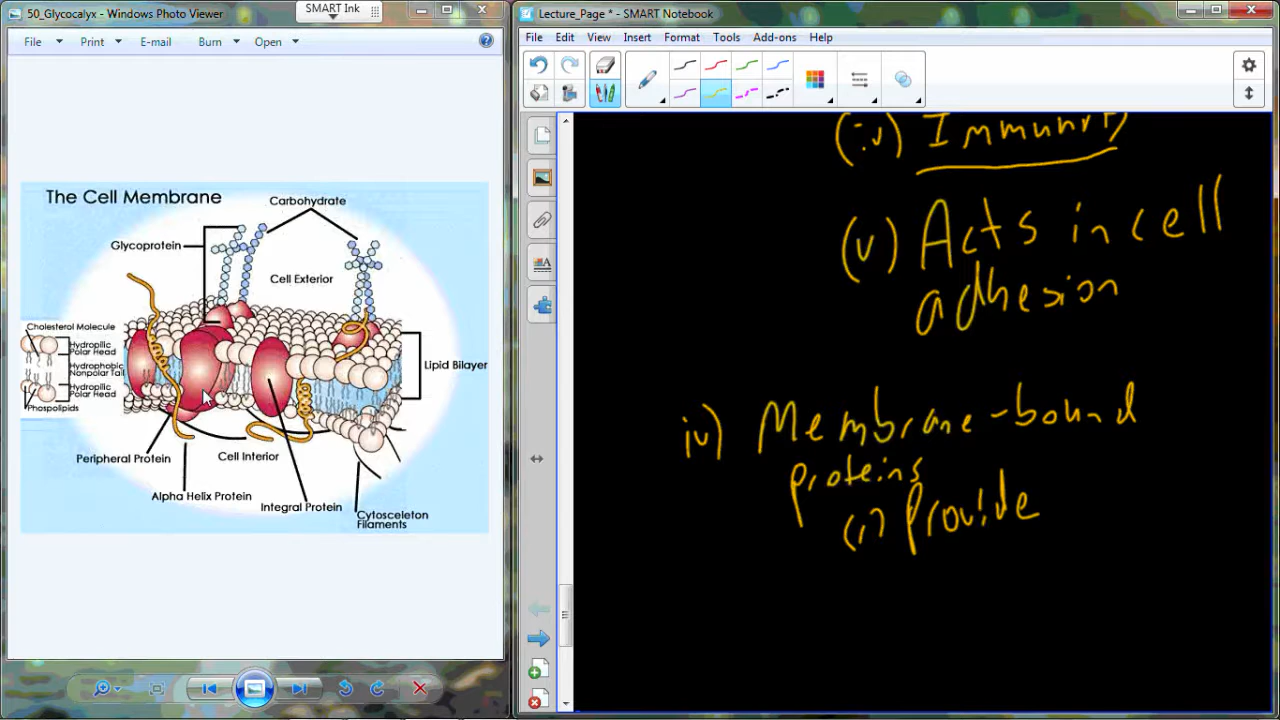 50_Glycocalyx - Windows Photo Viewer
SMART Ink
File Print E-mail Burn Open
The Cell Membrane
Carbohydrate
Glycoprotein
Cell Exterior
Cholesterol Molecule
Hydropilic
Polar Head
Hydrophobic
Nonpolar Tail
Hydropilic
Polar Head
Phospolipids
Lipid Bilayer
Peripheral Protein
Cell Interior
Alpha Helix Protein
Integral Protein
Cytosceleton
Filaments
Lecture_Page * - SMART Notebook
File Edit View Insert Format Tools Add-ons Help
(iv) Immunity
(v) Acts in cell
adhesion
iv) Membrane-bound
proteins
(i) Provide